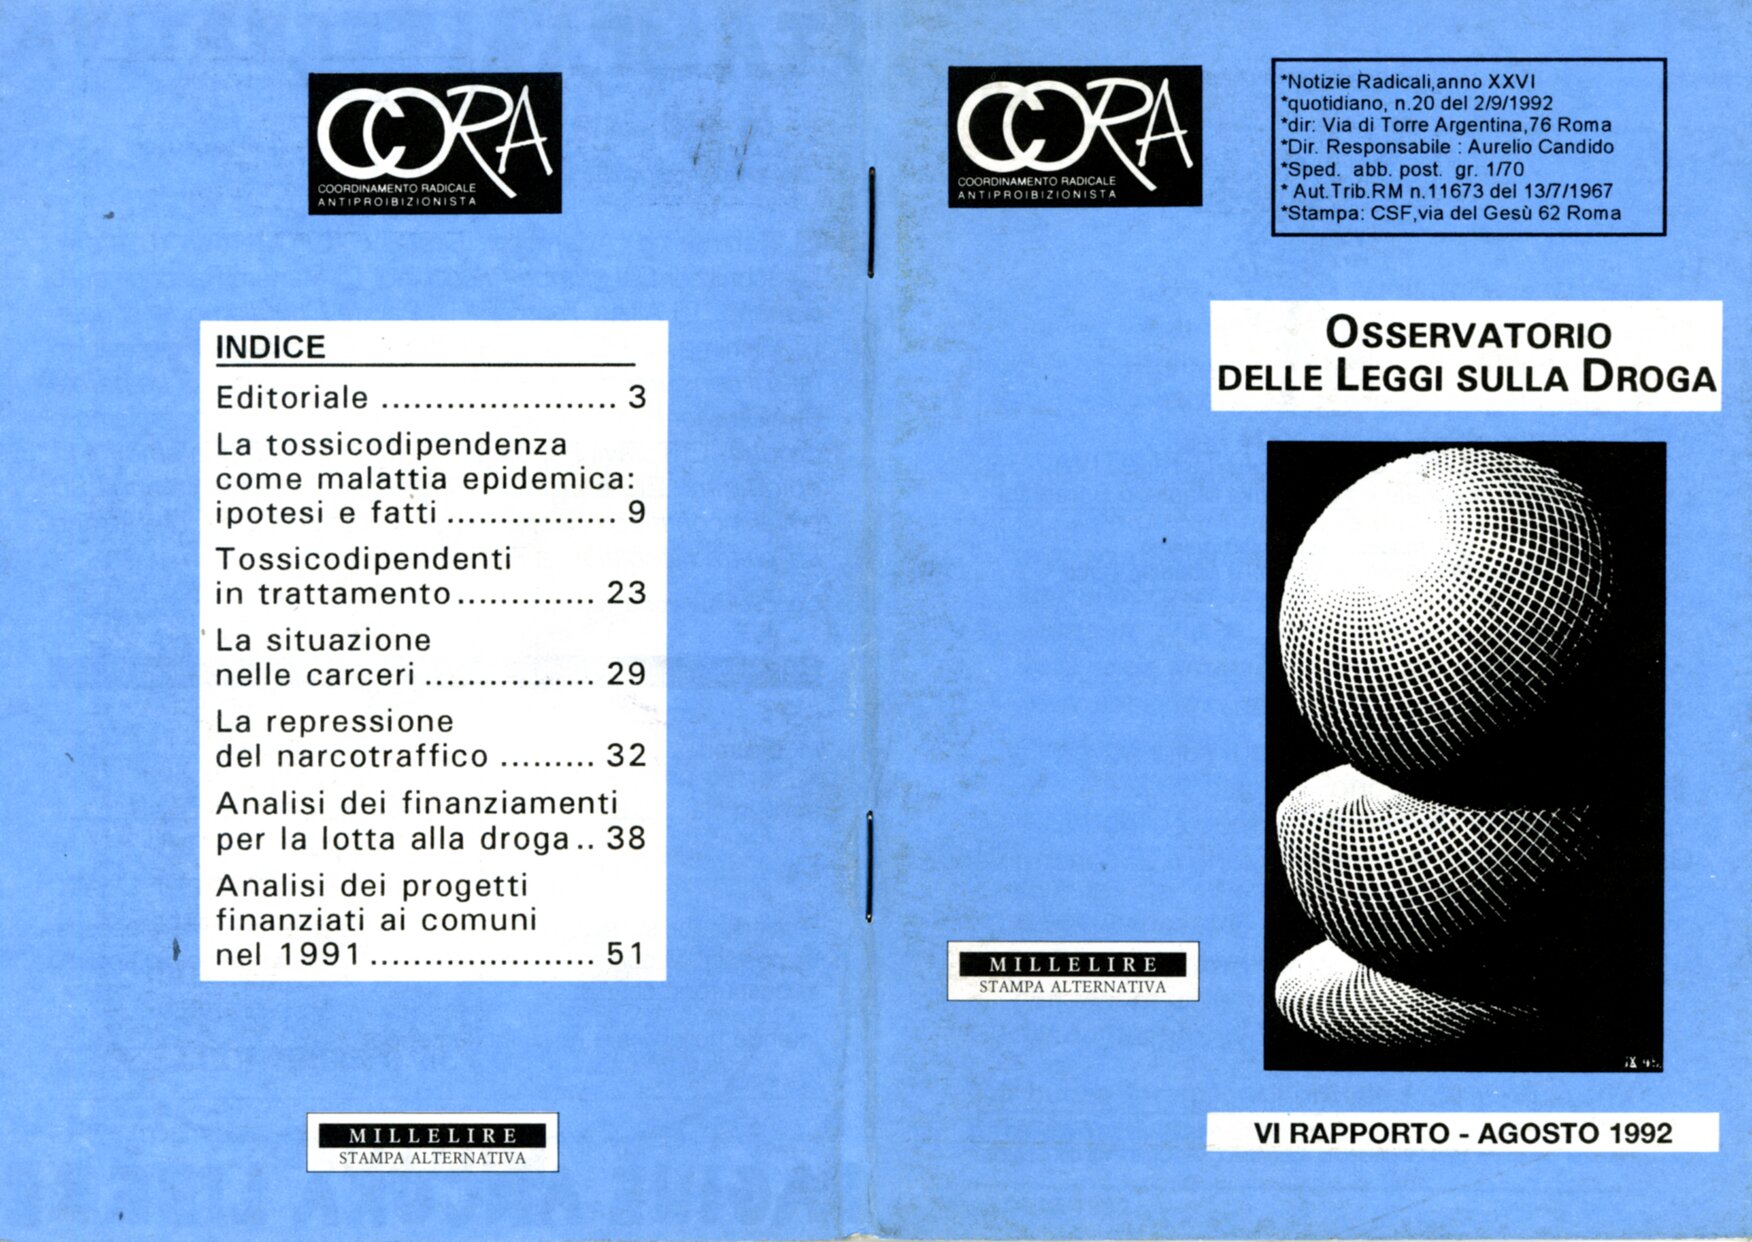 CORA
COORDINAMENTO RADICALE
ANTIPROIBIZIONISTA
INDICE
Editoriale ...................... 3
La tossicodipendenza
come malattia epidemica:
ipotesi e fatti ................ 9
Tossicodipendenti
in trattamento............. 23
La situazione
nelle carceri ................ 29
La repressione
del narcotraffico ......... 32
Analisi dei finanziamenti
per la lotta alla droga.. 38
Analisi dei progetti
finanziati ai comuni
nel 1991..................... 51
MILLELIRE
STAMPA ALTERNATIVA
CORA
COORDINAMENTO RADICALE
ANTIPROIBIZIONISTA
*Notizie Radicali,anno XXVI
*quotidiano, n.20 del 2/9/1992
*dir: Via di Torre Argentina,76 Roma
*Dir. Responsabile : Aurelio Candido
*Sped. abb. post. gr. 1/70
* Aut.Trib.RM n.11673 del 13/7/1967
*Stampa: CSF,via del Gesù 62 Roma
OSSERVATORIO
DELLE LEGGI SULLA DROGA
MILLELIRE
STAMPA ALTERNATIVA
VI RAPPORTO - AGOSTO 1992